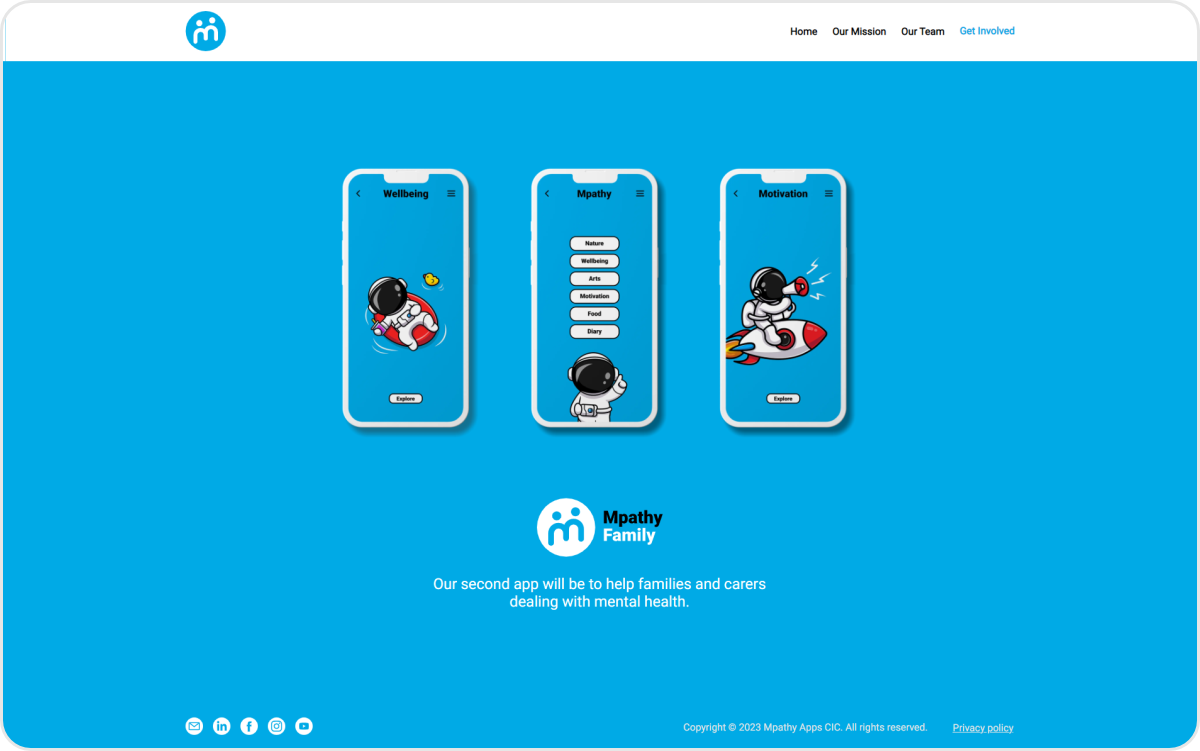 Home
Our Mission
Our Team
Get Involved
Wellbeing
Explore
Mpathy
Nature
Wellbeing
Arts
Motivation
Food
Diary
Motivation
Explore
Mpathy
Family
Our second app will be to help families and carers
dealing with mental health.
Copyright © 2023 Mpathy Apps CIC. All rights reserved.
Privacy policy